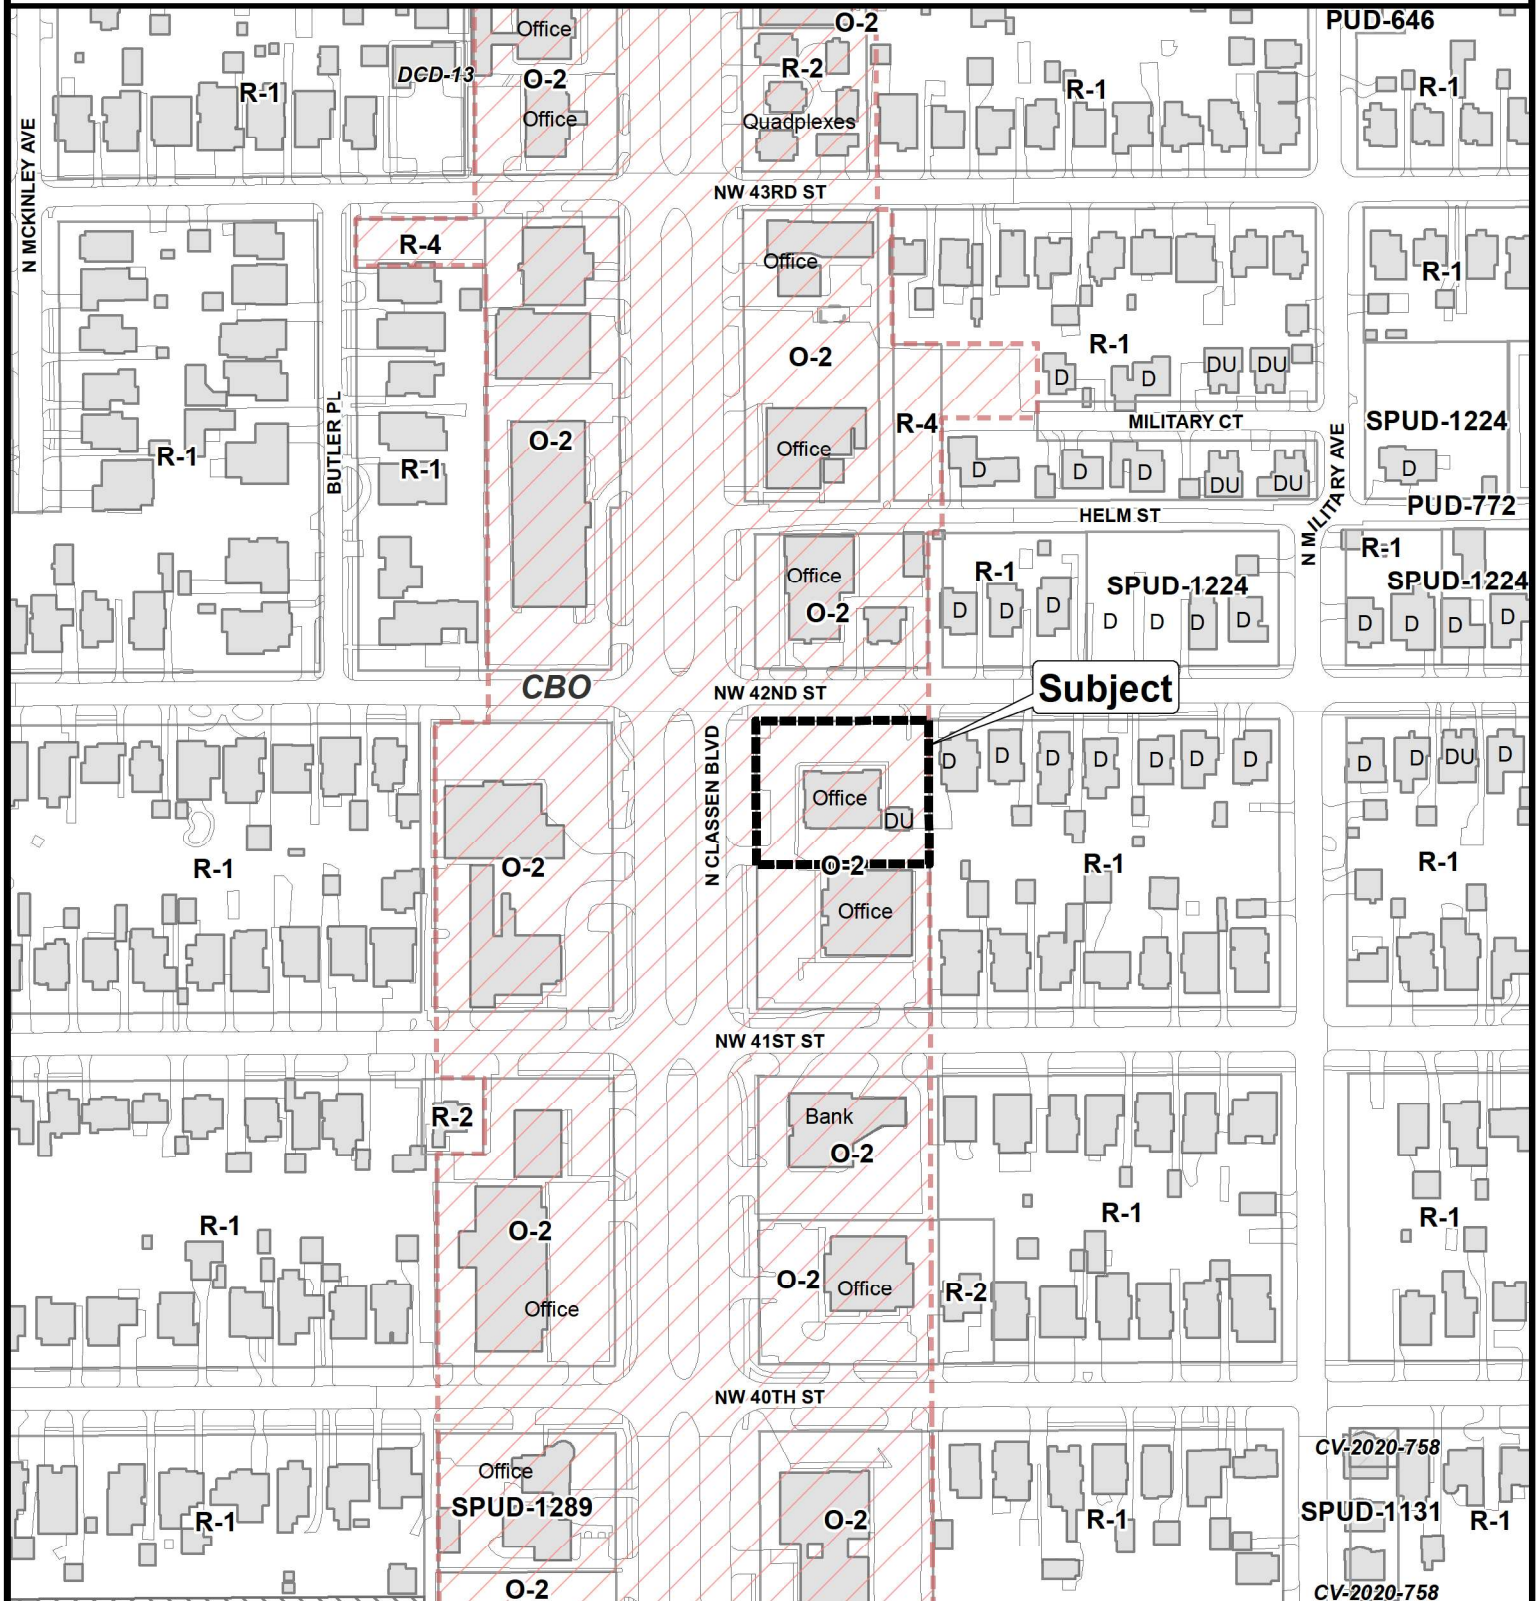 PUD-646
O-2
Office
R-2
DCD-13
O-2
R-1
R-1
R-1
Office
Quadplexes
N MCKINLEY AVE
NW 43RD ST
R-4
Office
R-1
R-1
O-2
DU
DU
D
D
BUTLER PL
R-4
MILITARY CT
SPUD-1224
O-2
Office
R-1
R-1
D
D
D
DU
DU
D
N MILITARY AVE
HELM ST
PUD-772
R-1
Office
R-1
SPUD-1224
SPUD-1224
O-2
D
D
D
D
D
D
D
D
D
D
D
CBO
NW 42ND ST
Subject
N CLASSEN BLVD
D
D
D
D
D
D
D
D
D
DU
D
Office
DU
R-1
O-2
O-2
R-1
R-1
Office
NW 41ST ST
R-2
Bank
O-2
R-1
O-2
R-1
R-1
O-2
Office
R-2
Office
NW 40TH ST
CV-2020-758
Office
SPUD-1289
SPUD-1131
R-1
O-2
R-1
R-1
O-2
CV-2020-758